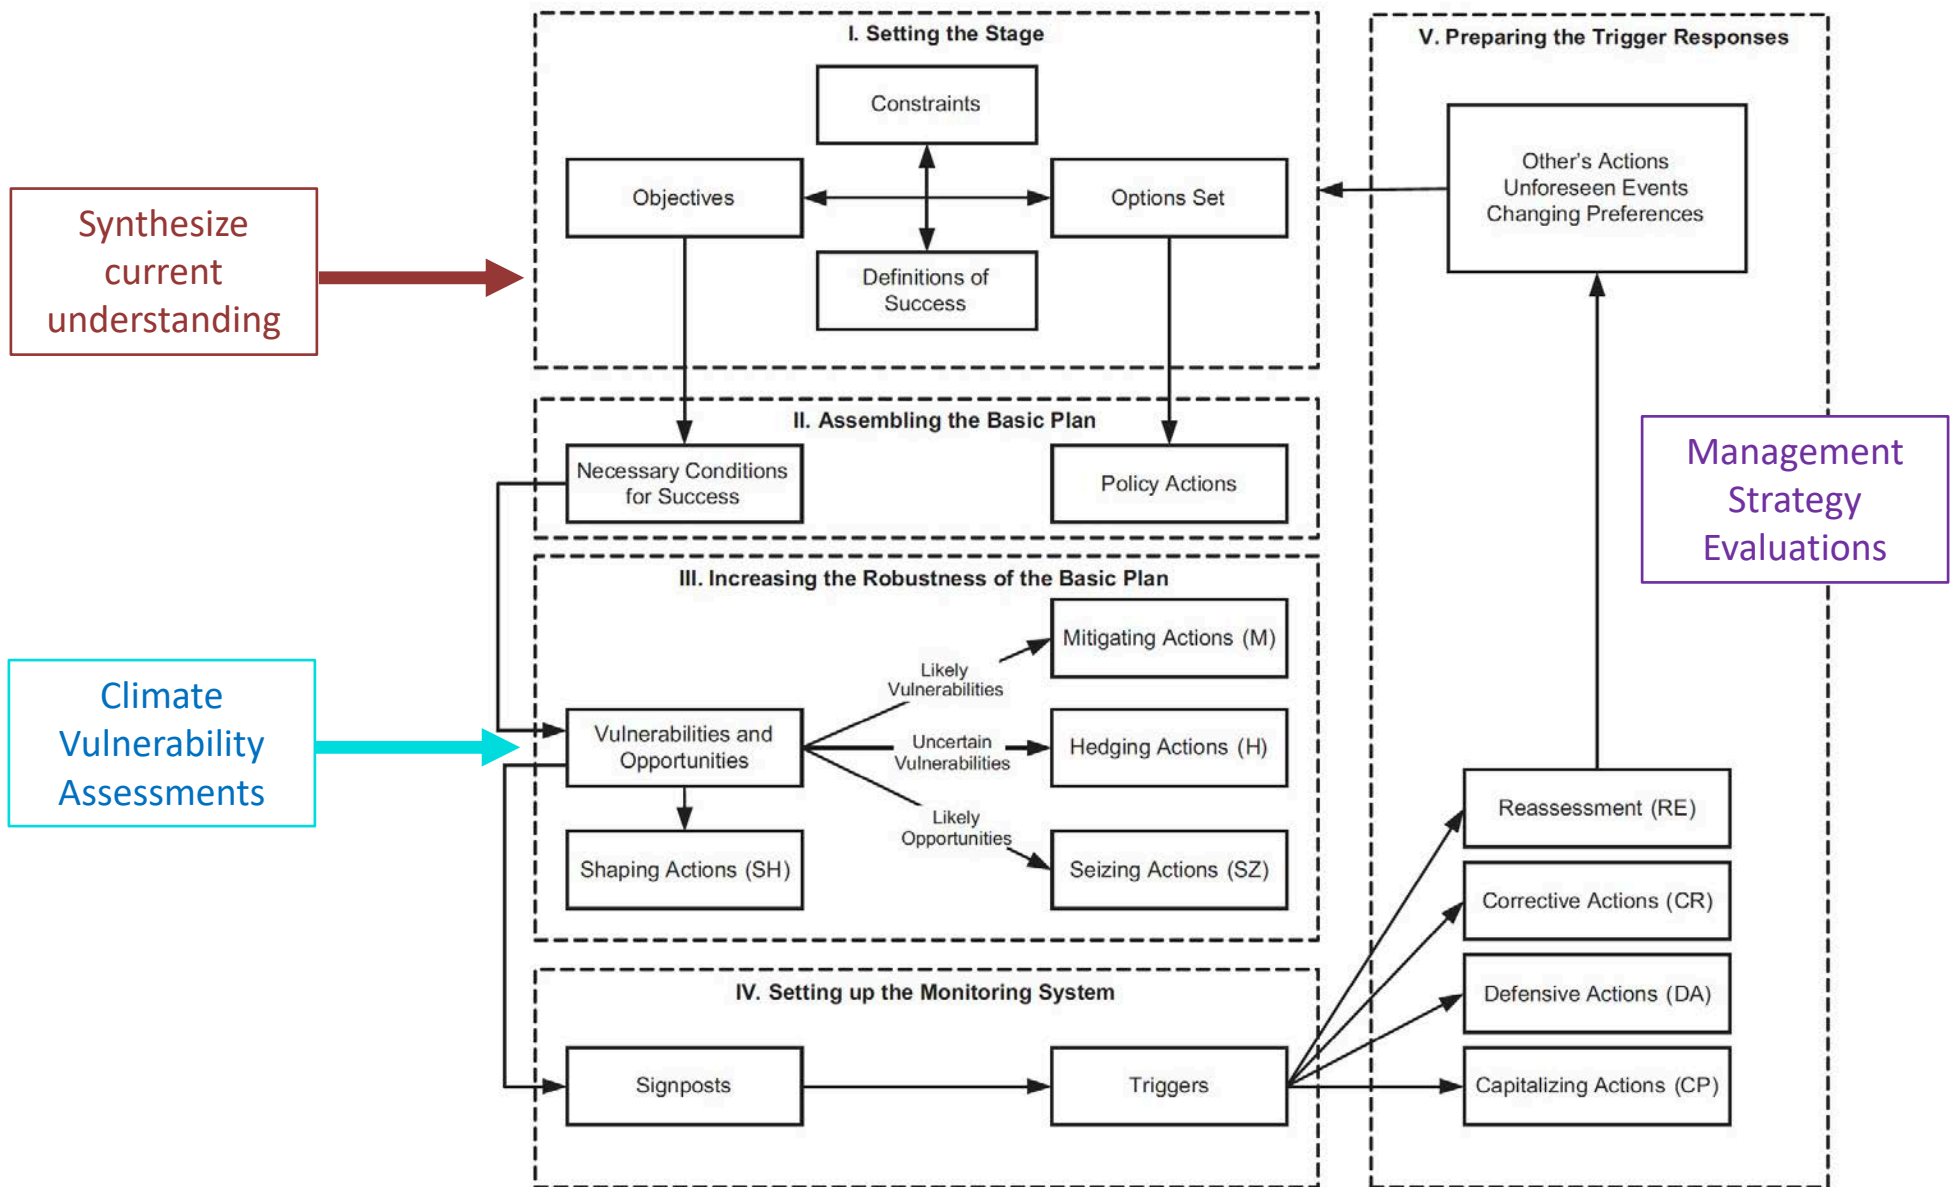 I. Setting the Stage
Constraints
Objectives
Options Set
Definitions of
Success
Synthesize
current
understanding
II. Assembling the Basic Plan
Necessary Conditions
for Success
Policy Actions
III. Increasing the Robustness of the Basic Plan
Mitigating Actions (M)
Likely
Vulnerabilities
Vulnerabilities and
Opportunities
Uncertain
Vulnerabilities
Hedging Actions (H)
Likely
Opportunities
Shaping Actions (SH)
Seizing Actions (SZ)
Climate
Vulnerability
Assessments
IV. Setting up the Monitoring System
Signposts
Triggers
V. Preparing the Trigger Responses
Other's Actions
Unforeseen Events
Changing Preferences
Management
Strategy
Evaluations
Reassessment (RE)
Corrective Actions (CR)
Defensive Actions (DA)
Capitalizing Actions (CP)